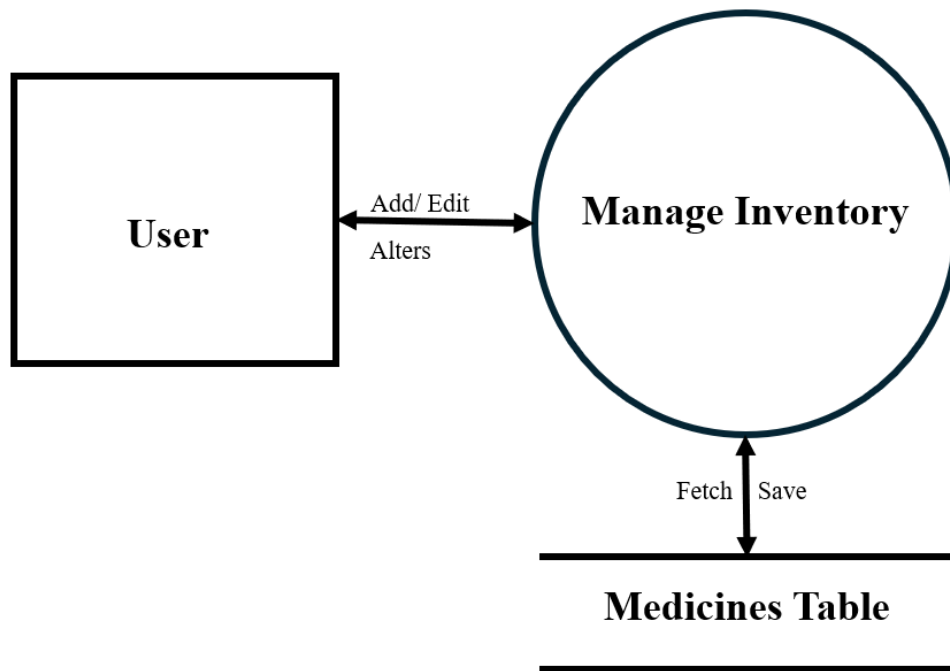 Add/ Edit
Manage Inventory
User
Alters
Fetch
Save
Medicines Table